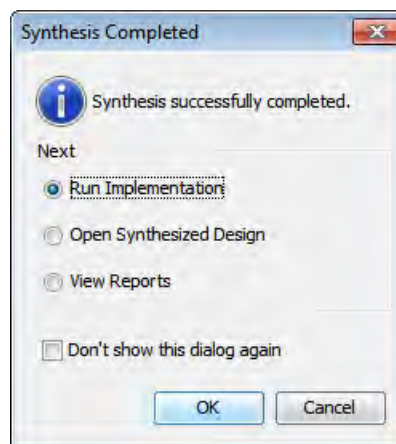 Synthesis Completed
Synthesis successfully completed.
Next
Run Implementation
Open Synthesized Design
View Reports
Don't show this dialog again
OK
Cancel